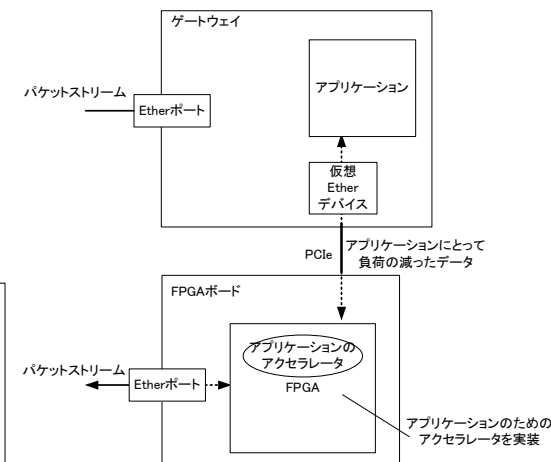 ゲートウェイ
アプリケーション
パケットストリーム
Etherポート
仮想
Ether
デバイス
PCIe
アプリケーションにとって
負荷の減ったデータ
FPGAボード
アプリケーションの
アクセラレータ
FPGA
パケットストリーム
Etherポート
アプリケーションのための
アクセラレータを実装